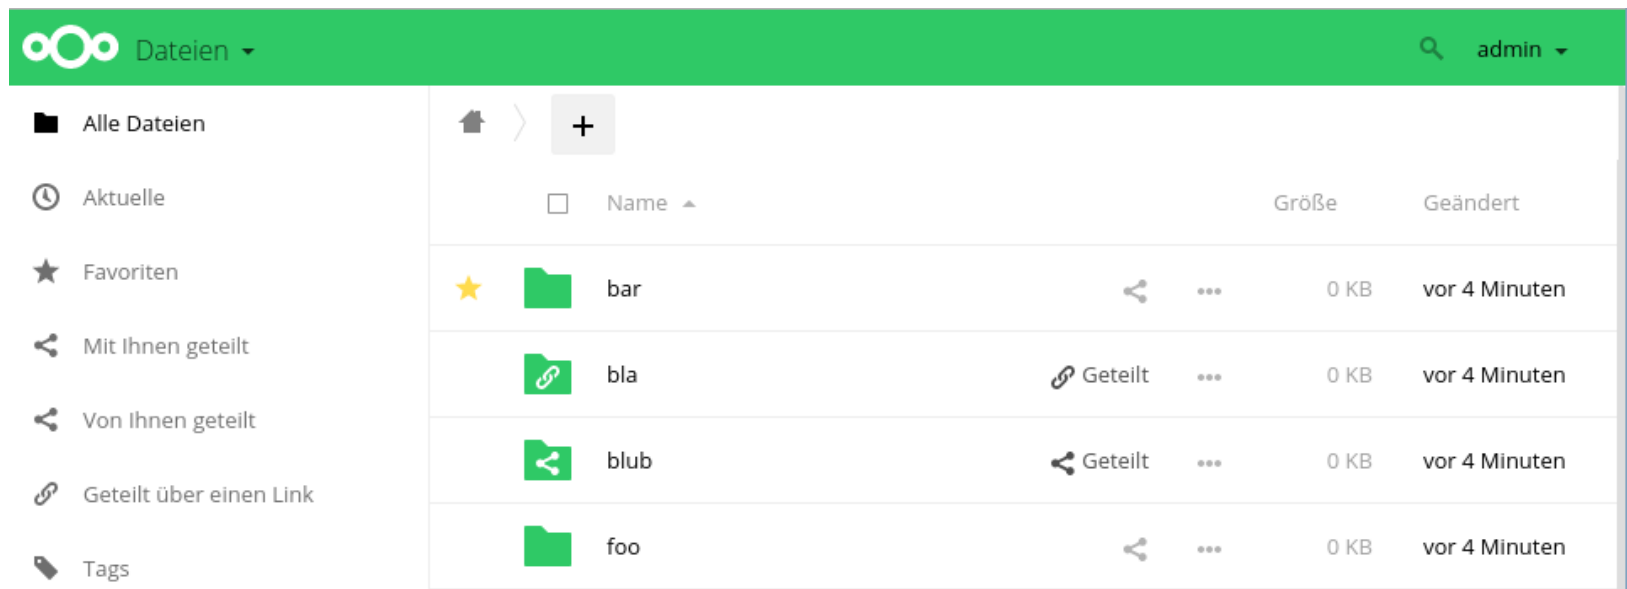 Dateien
admin
Alle Dateien
Aktuelle
Favoriten
Mit Ihnen geteilt
Von Ihnen geteilt
Geteilt über einen Link
Tags
+
Name Größe Geändert
bar 0 KB vor 4 Minuten
bla Geteilt 0 KB vor 4 Minuten
blub Geteilt 0 KB vor 4 Minuten
foo 0 KB vor 4 Minuten